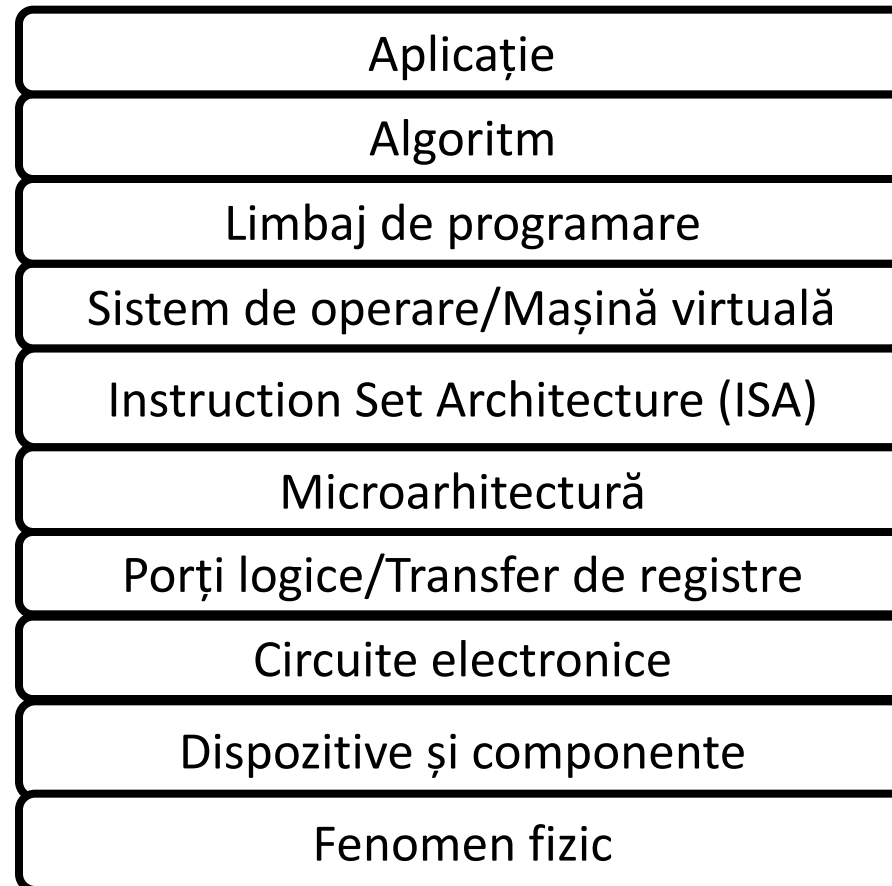 Aplicație
Algoritm
Limbaj de programare
Sistem de operare/Mașină virtuală
Instruction Set Architecture (ISA)
Microarhitectură
Porți logice/Transfer de registre
Circuite electronice
Dispozitive și componente
Fenomen fizic